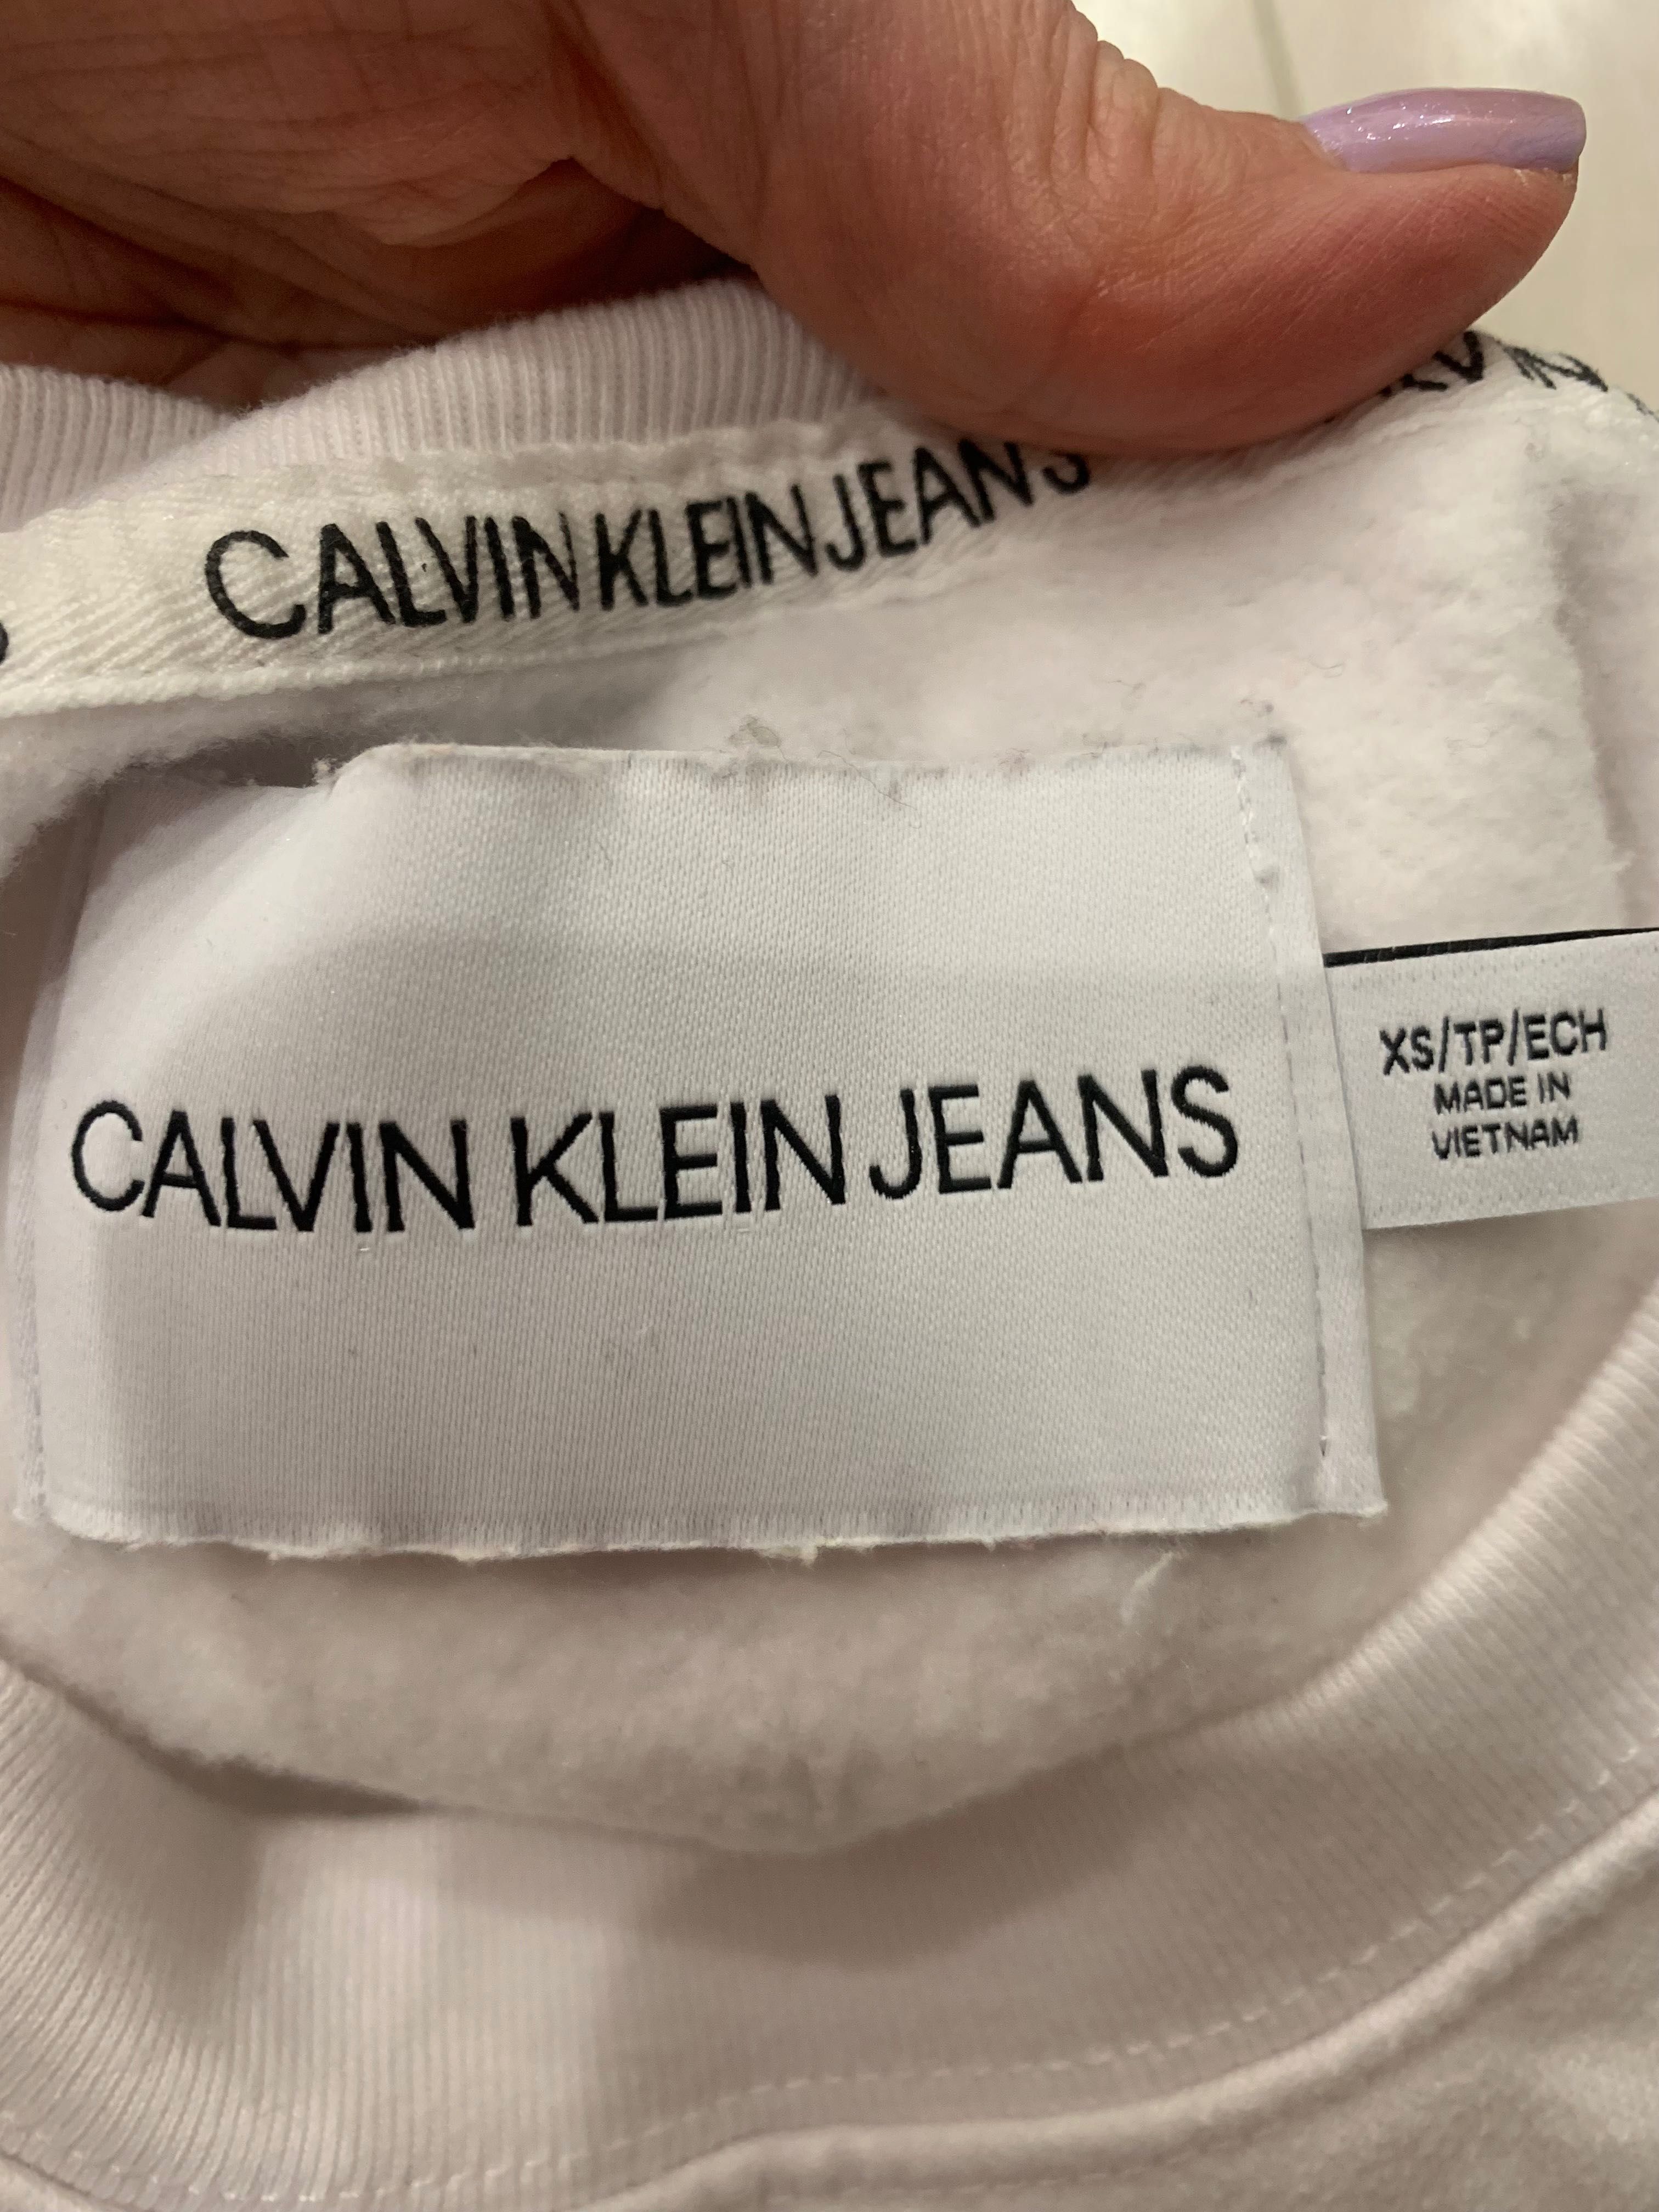 CALVIN KLEIN JEANS
CALVIN KLEIN JEANS
XS/TP/ECH
MADE IN
VIETNAM